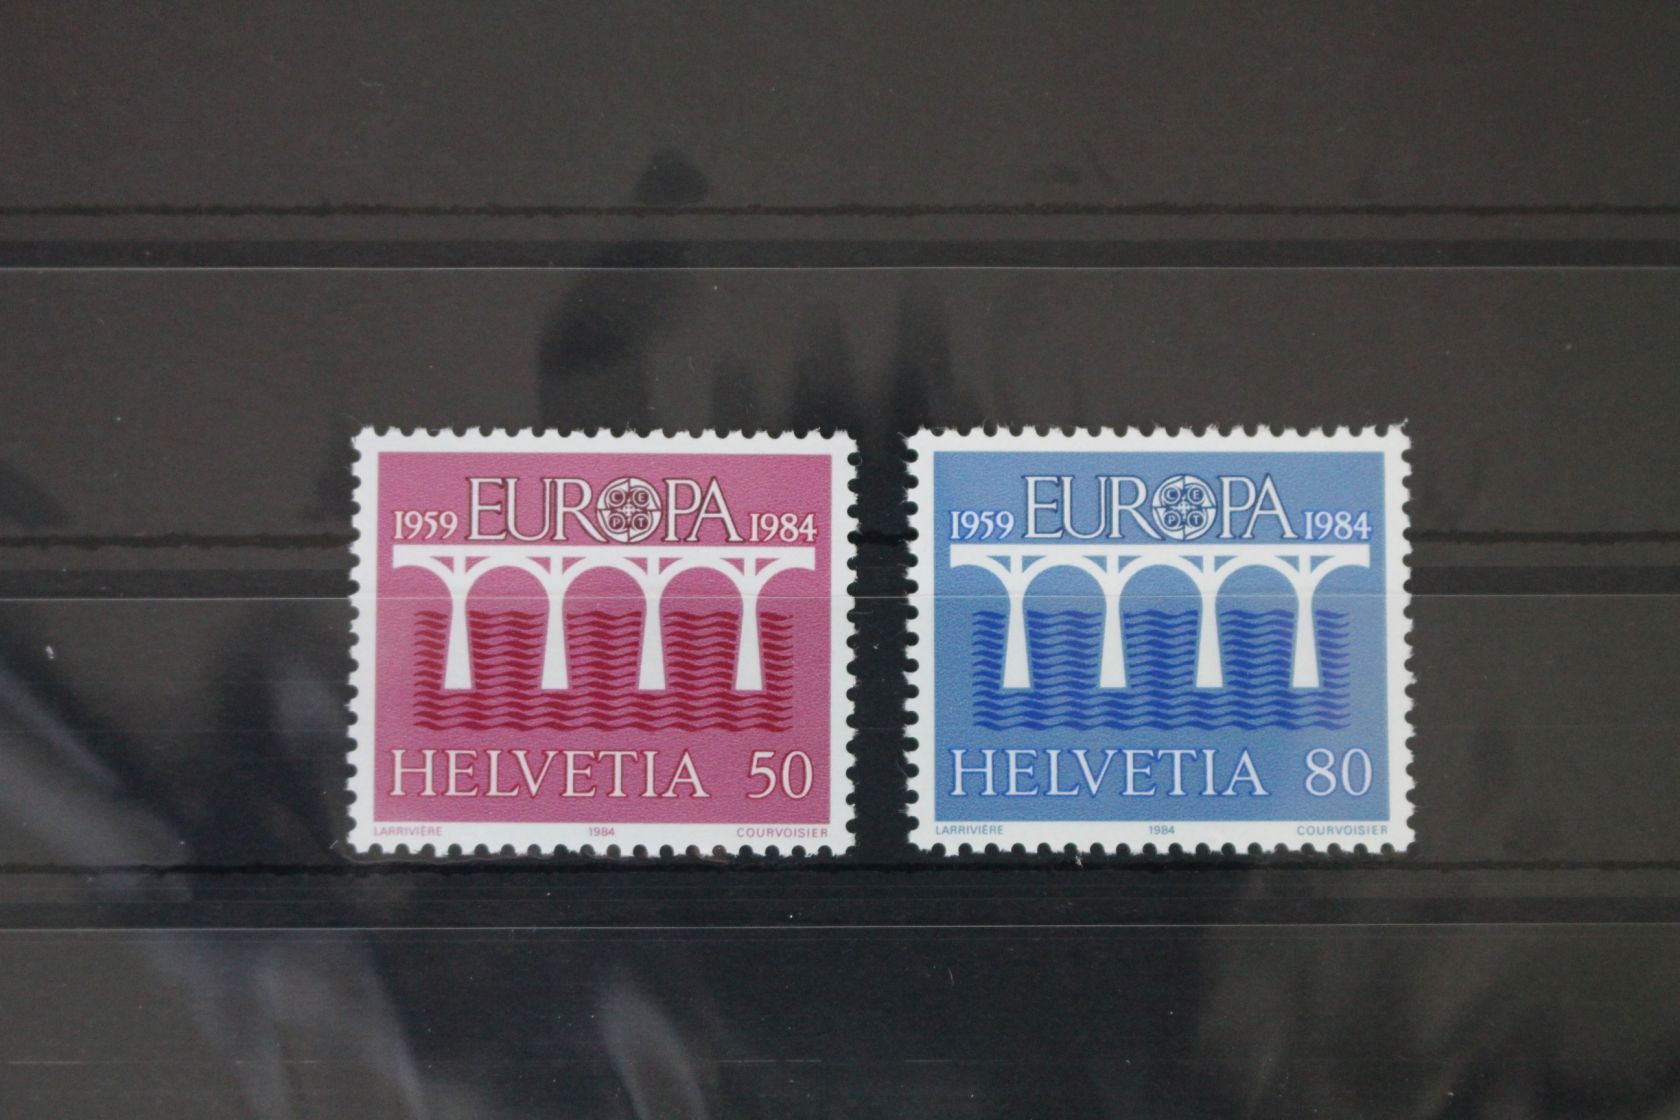 1959 EUROPA 1984
C E
P T
HELVETIA 50
LARRIVIÈRE 1984 COURVOISIER
1959 EUROPA 1984
C E
P T
HELVETIA 80
LARRIVIÈRE 1984 COURVOISIER